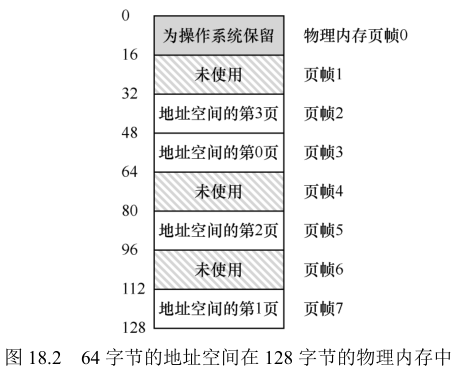 0
为操作系统保留 物理内存页帧0
16
未使用 页帧1
32
地址空间的第3页 页帧2
48
地址空间的第0页 页帧3
64
未使用 页帧4
80
地址空间的第2页 页帧5
96
未使用 页帧6
112
地址空间的第1页 页帧7
128
图 18.2 64 字节的地址空间在 128 字节的物理内存中